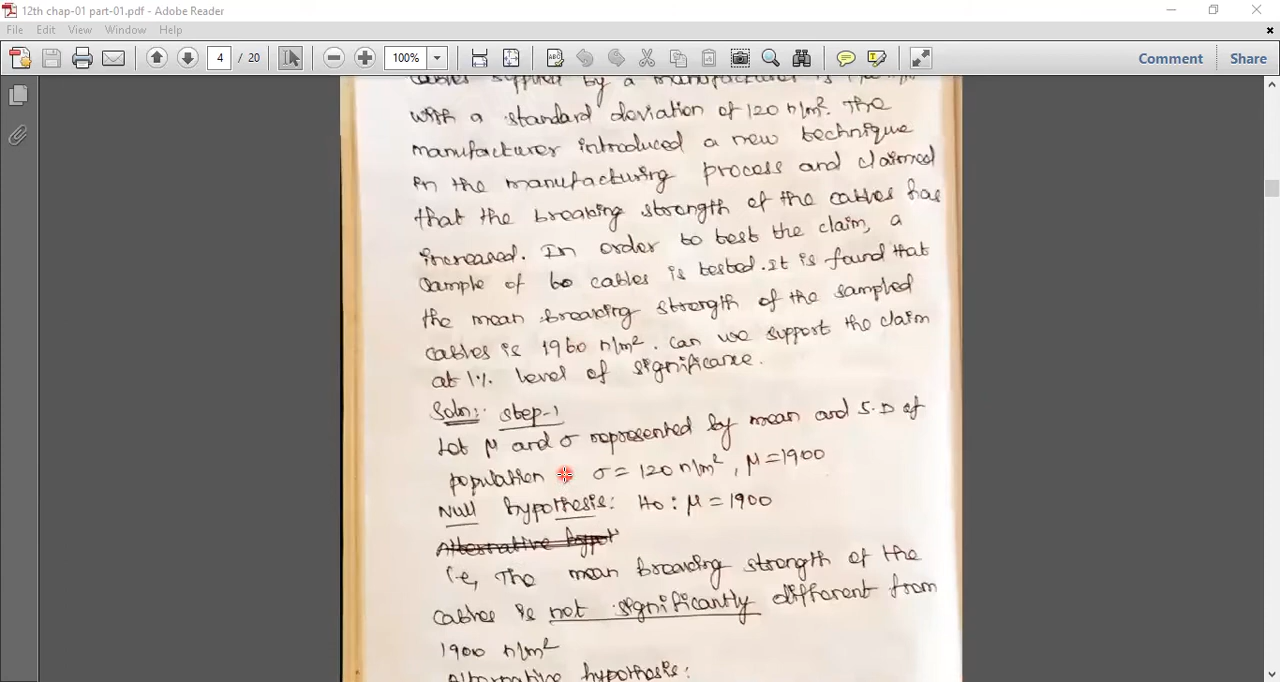 12th chap-01 part-01.pdf - Adobe Reader
File Edit View Window Help
4 / 20 100% Comment Share
by a manufacturer is
with a standard deviation of 120 n/m². The
manufacturer introduced a new technique
in the manufacturing process and claimed
that the breaking strength of the cables has
increased. In order to test the claim, a
Sample of 60 cables is tested. It is found that
the mean breaking strength of the sampled
cables is 1960 n/m². can we support the claim
at 1% level of significance.
Soln:- Step-1
Let μ and σ represented by mean and S.D of
population σ = 120 n/m², μ = 1900
Null hypothesis: Ho : μ = 1900
i.e, The mean breaking strength of the
cables is not significantly different from
1900 n/m²
Alternative hypothesis: